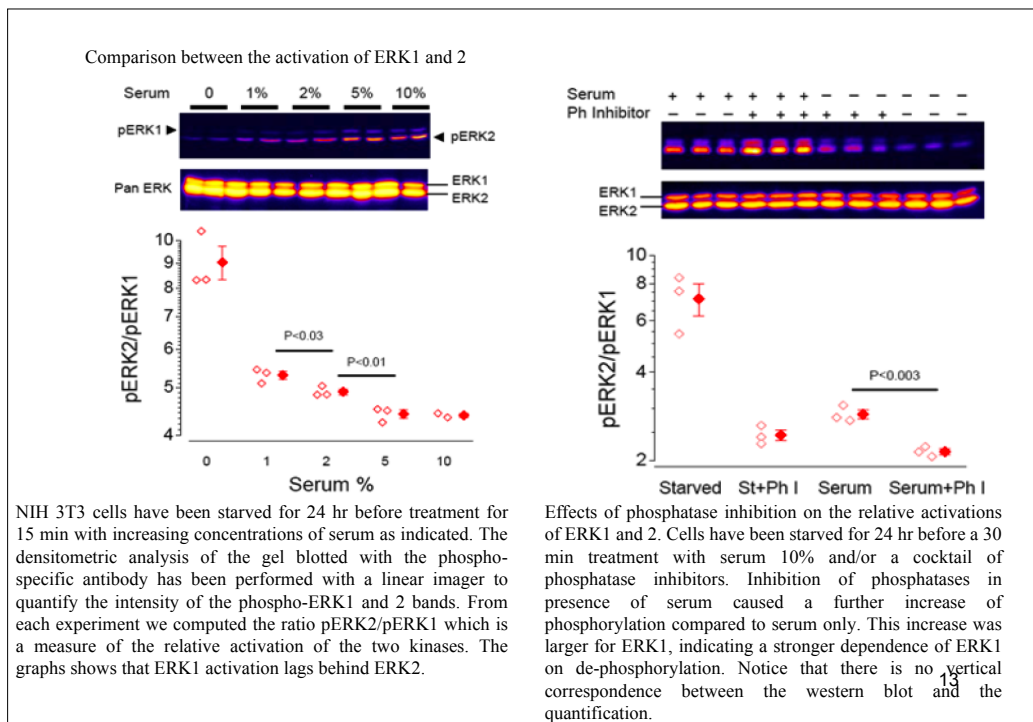 Comparison between the activation of ERK1 and 2
Serum 0 1% 2% 5% 10%
pERK1
pERK2
Pan ERK
ERK1
ERK2
pERK2/pERK1
10
9
8
7
6
5
4
P<0.03
P<0.01
0 1 2 5 10
Serum %
NIH 3T3 cells have been starved for 24 hr before treatment for
15 min with increasing concentrations of serum as indicated. The
densitometric analysis of the gel blotted with the phospho-
specific antibody has been performed with a linear imager to
quantify the intensity of the phospho-ERK1 and 2 bands. From
each experiment we computed the ratio pERK2/pERK1 which is
a measure of the relative activation of the two kinases. The
graphs shows that ERK1 activation lags behind ERK2.
Serum + + + + + + – – – – – –
Ph Inhibitor – – – + + + + + + – – –
ERK1
ERK2
pERK2/pERK1
10
8
6
4
2
P<0.003
Starved St+Ph I Serum Serum+Ph I
Effects of phosphatase inhibition on the relative activations
of ERK1 and 2. Cells have been starved for 24 hr before a 30
min treatment with serum 10% and/or a cocktail of
phosphatase inhibitors. Inhibition of phosphatases in
presence of serum caused a further increase of
phosphorylation compared to serum only. This increase was
larger for ERK1, indicating a stronger dependence of ERK1
on de-phosphorylation. Notice that there is no vertical
correspondence between the western blot and the
quantification.
13